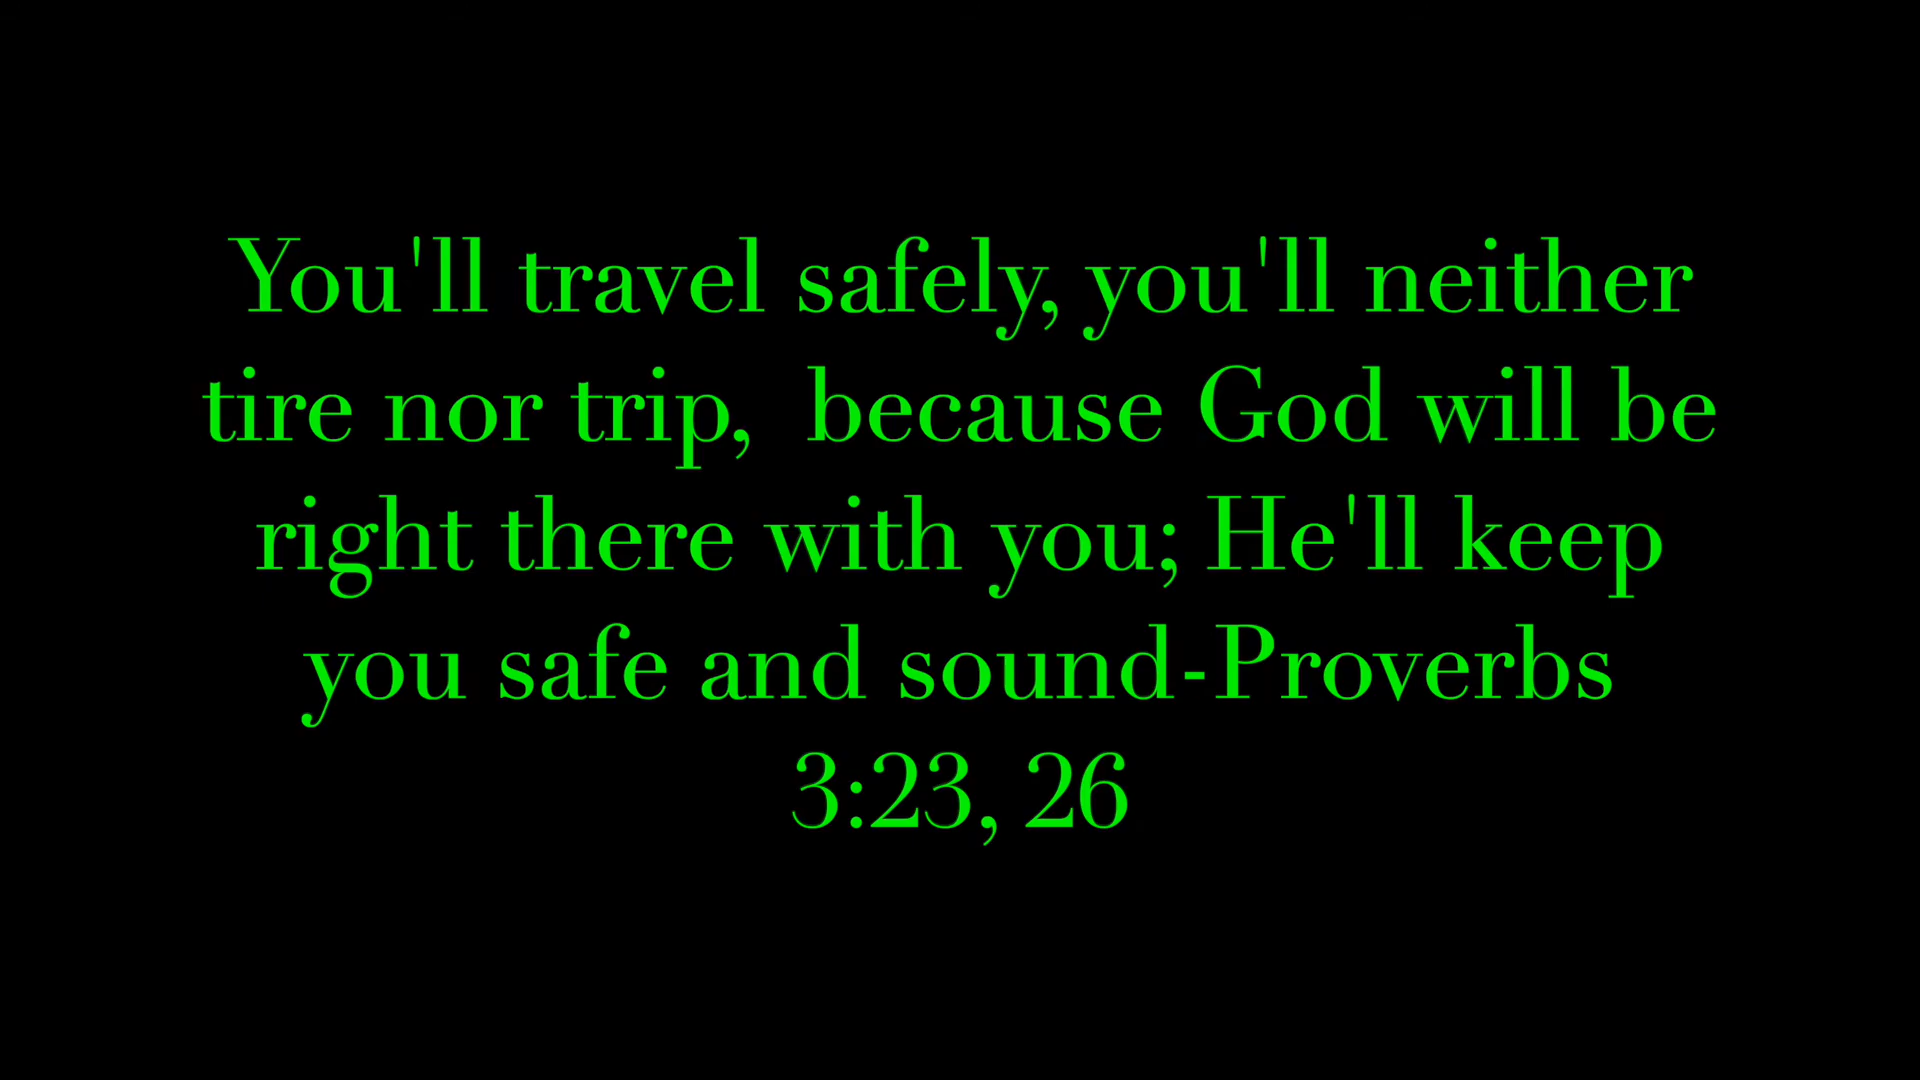 You'll travel safely, you'll neither
tire nor trip,  because God will be
right there with you; He'll keep
you safe and sound-Proverbs
3:23, 26